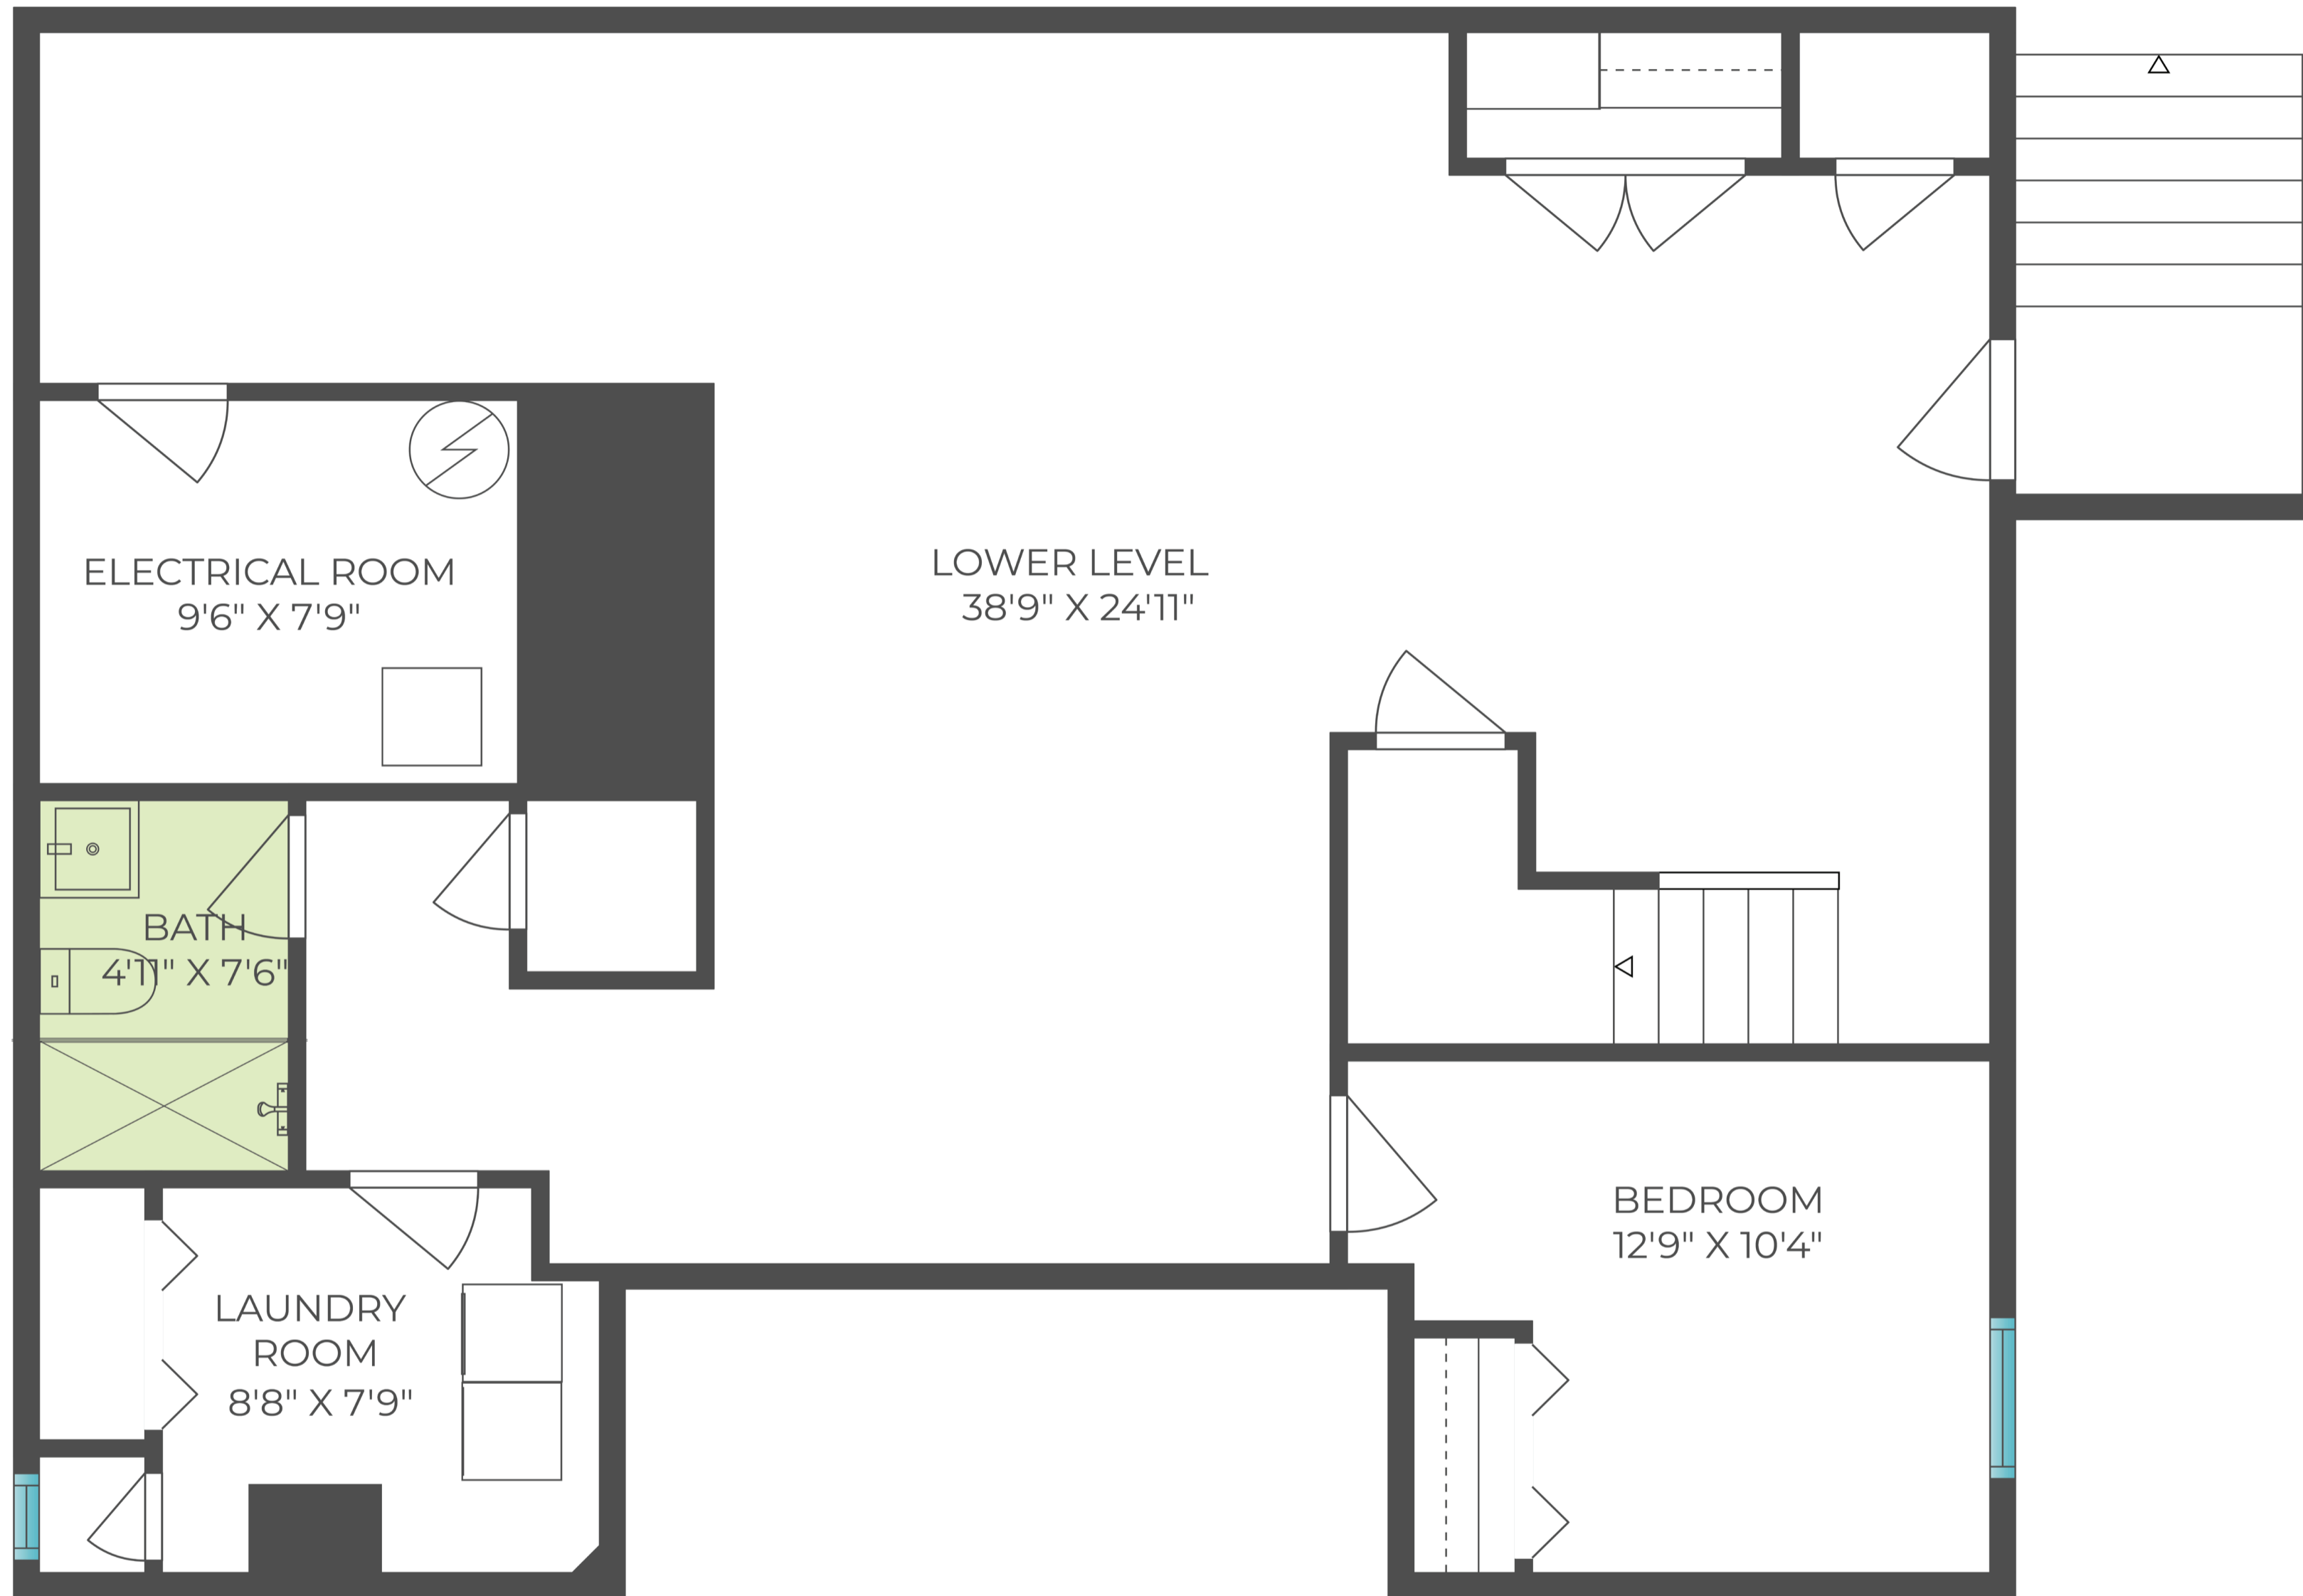 ELECTRICAL ROOM
9'6" X 7'9"
LOWER LEVEL
38'9" X 24'11"
BATH
4'11" X 7'6"
BEDROOM
12'9" X 10'4"
LAUNDRY
ROOM
8'8" X 7'9"